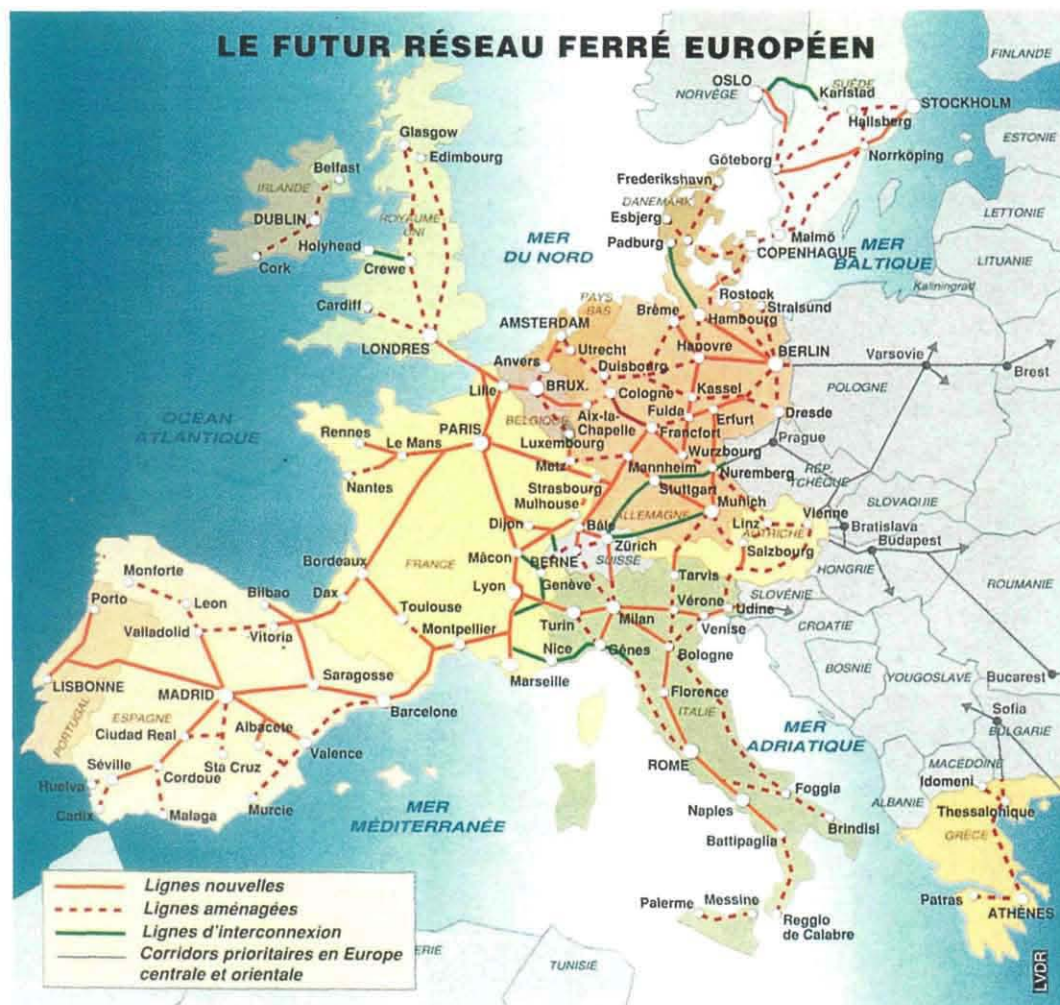 LE FUTUR RÉSEAU FERRÉ EUROPÉEN
FINLANDE
OSLO
NORVÈGE
SUÈDE
Karlstad
STOCKHOLM
Hallsberg
ESTONIE
Glasgow
Edimbourg
Göteborg
Norrköping
Belfast
Frederikshavn
IRLANDE
DANEMARK
LETTONIE
DUBLIN
ROYAUME
UNI
Esbjerg
Holyhead
MER
DU NORD
Padburg
Malmö
COPENHAGUE
MER
BALTIQUE
LITUANIE
Cork
Crewe
Kaliningrad
Cardiff
PAYS
BAS
Rostock
Stralsund
Brême
Hambourg
AMSTERDAM
LONDRES
Utrecht
Hanovre
BERLIN
Varsovie
Anvers
Duisbourg
Brest
Lille
BRUX.
Cologne
Kassel
POLOGNE
BELGIQUE
Aix-la-
Chapelle
Fulda
Erfurt
Dresde
OCÉAN
ATLANTIQUE
Rennes
Le Mans
PARIS
Luxembourg
Francfort
Prague
Metz
Wurzbourg
Mannheim
Nuremberg
RÉP.
TCHÈQUE
Nantes
Strasbourg
Stuttgart
SLOVAQUIE
Mulhouse
Munich
Vienne
ALLEMAGNE
Linz
AUTRICHE
Bratislava
Dijon
Bâle
Budapest
Zürich
Salzbourg
Mâcon
BERNE
SUISSE
HONGRIE
Bordeaux
FRANCE
Genève
Tarvis
ROUMANIE
Monforte
Lyon
SLOVÉNIE
Bilbao
Dax
Vérone
Udine
Porto
Leon
Toulouse
Turin
Milan
CROATIE
Valladolid
Vitoria
Montpellier
Venise
Nice
Gênes
Bologne
BOSNIE
LISBONNE
Saragosse
Marseille
YOUGOSLAVE
Bucarest
MADRID
Florence
PORTUGAL
ESPAGNE
Albacete
Barcelone
ITALIE
Sofia
BULGARIE
Ciudad Real
MER
ADRIATIQUE
Valence
Séville
Sta Cruz
ROME
MACÉDOINE
Huelva
Cordoue
Idomeni
Cadix
Malaga
Murcie
MER
MÉDITERRANÉE
Foggia
ALBANIE
Thessalonique
Naples
Brindisi
GRÈCE
Battipaglia
Lignes nouvelles
Lignes aménagées
Palerme
Messine
Patras
ATHÈNES
Lignes d'interconnexion
Reggio
de Calabre
Corridors prioritaires en Europe
centrale et orientale
ERIE
TUNISIE
LVDR